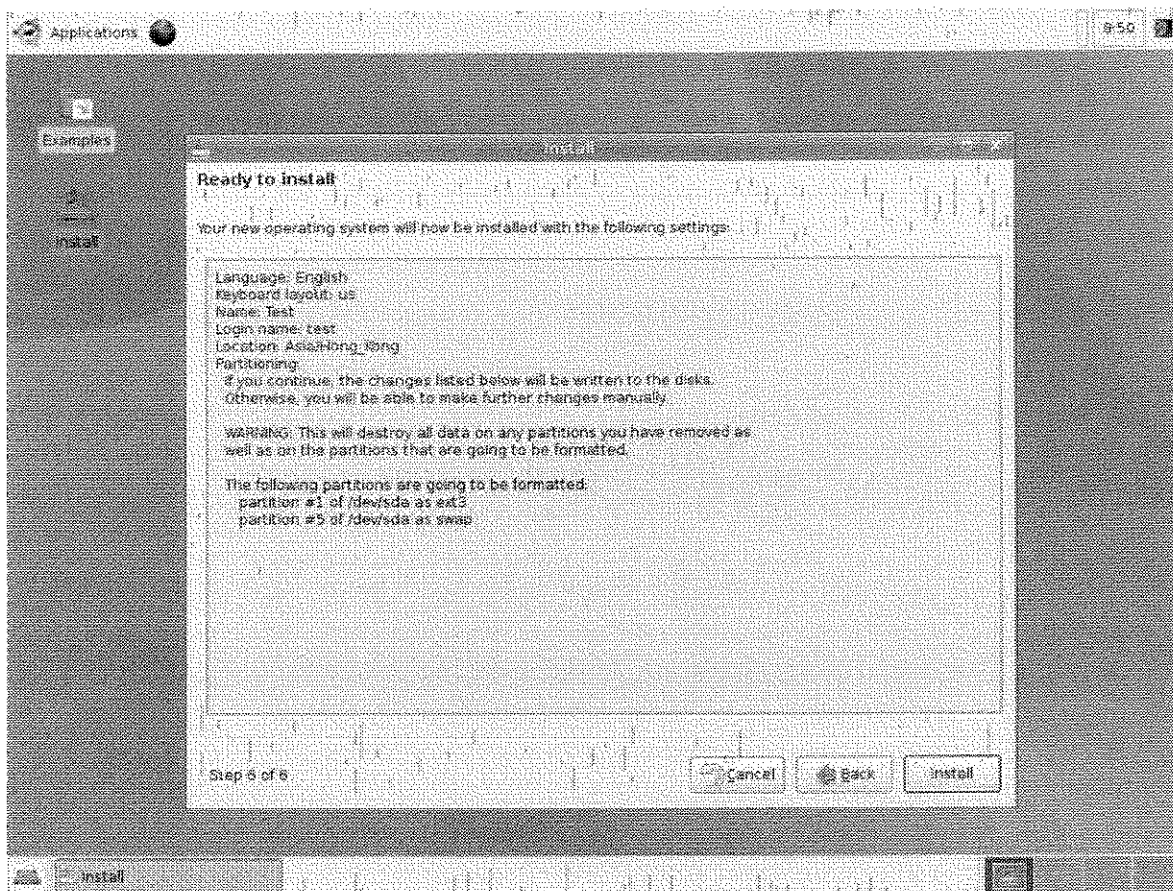 Applications
9:50
Examples
Install
Install
Ready to install
Your new operating system will now be installed with the following settings:
Language: English
Keyboard layout: us
Name: Test
Login name: test
Location: Asia/Hong_Kong
Partitioning:
If you continue, the changes listed below will be written to the disks.
Otherwise, you will be able to make further changes manually.
WARNING: This will destroy all data on any partitions you have removed as
well as on the partitions that are going to be formatted.
The following partitions are going to be formatted:
partition #1 of /dev/sda as ext3
partition #5 of /dev/sda as swap
Step 6 of 6
Cancel
Back
Install
Install